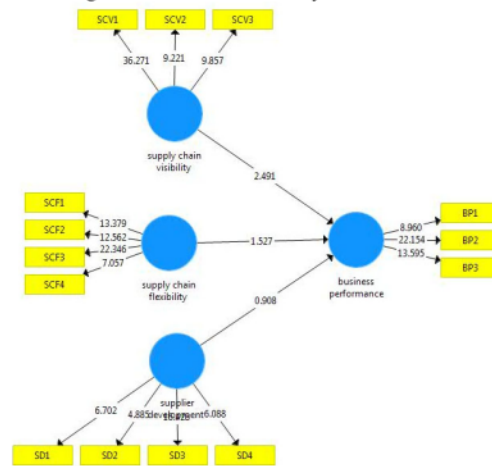 SCV1 SCV2 SCV3
36.271 9.221 9.857
supply chain
visibility
2.491
SCF1
SCF2
SCF3
SCF4
13.379
12.562
22.346
7.057
supply chain
flexibility
1.527
BP1
BP2
BP3
8.960
22.154
13.595
business
performance
0.908
supplier
development
6.702 4.885 6.088
SD1 SD2 SD3 SD4